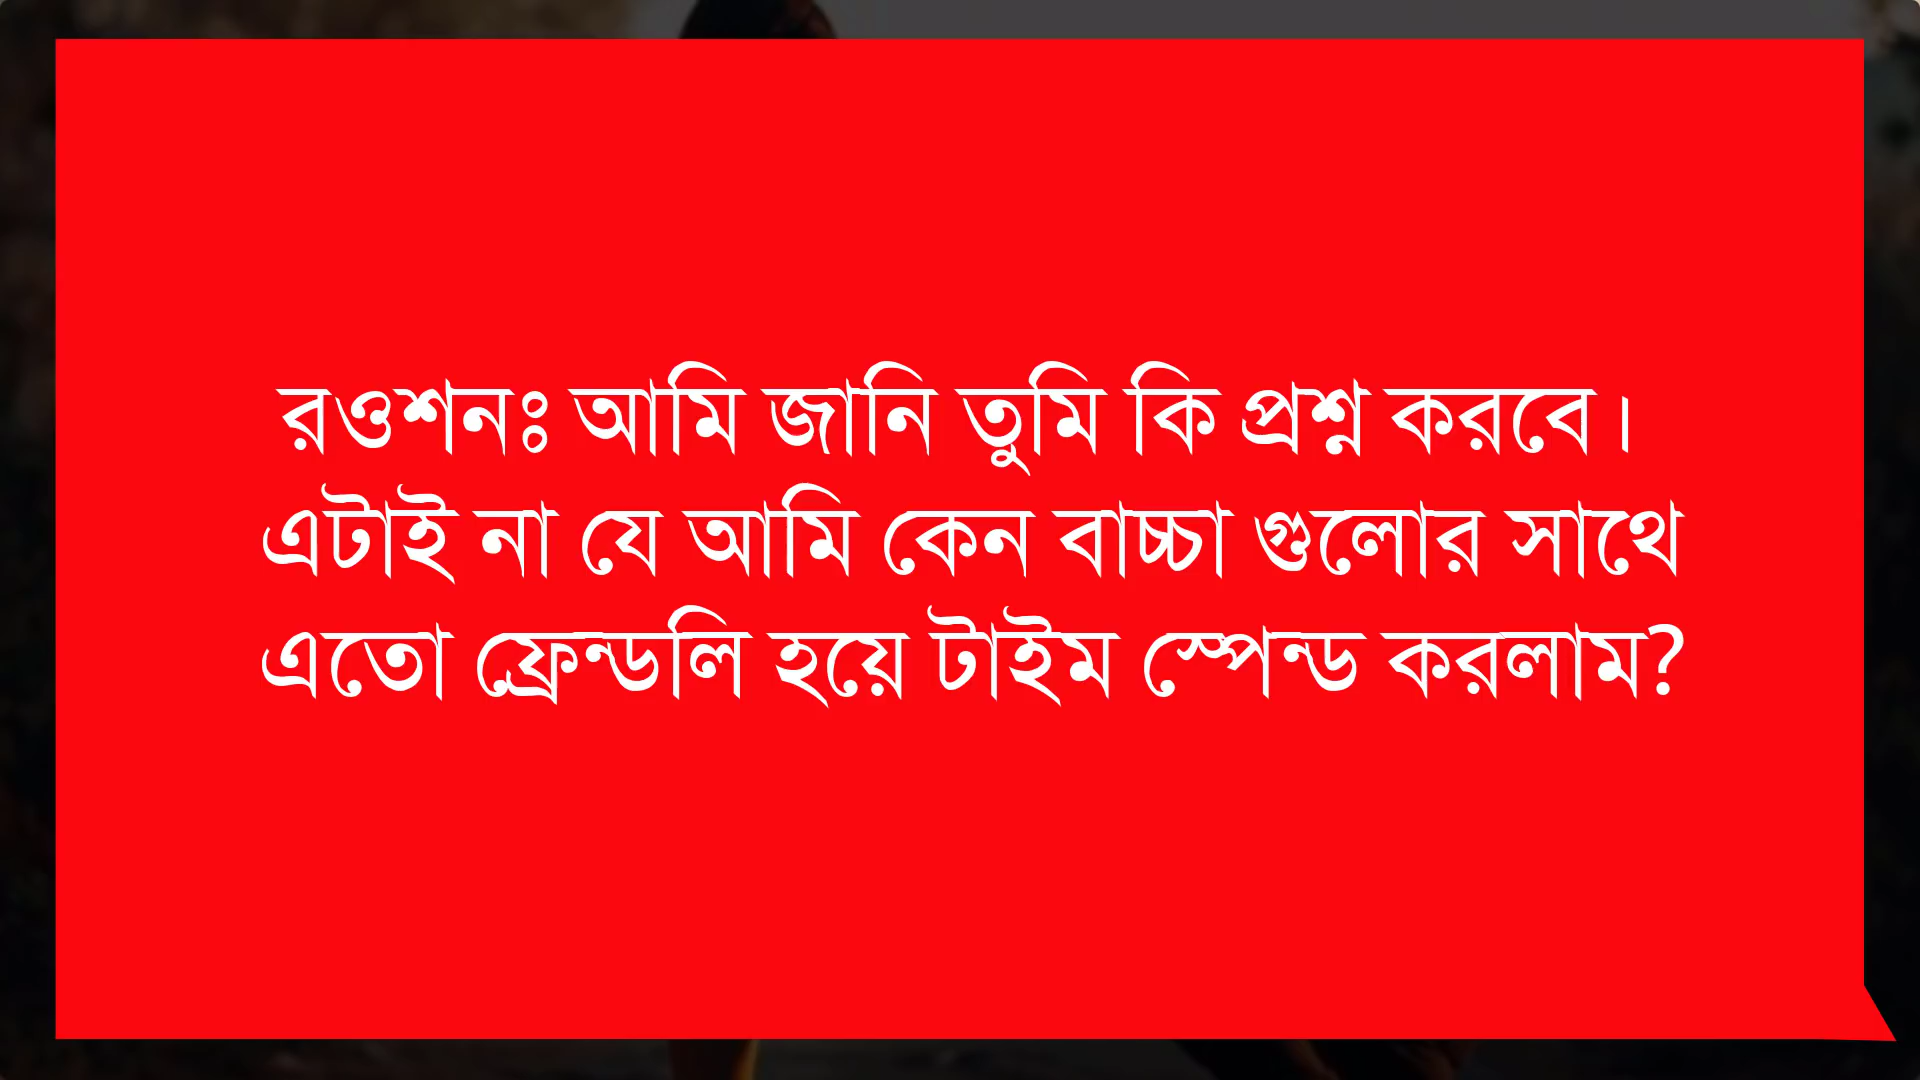 রওশনঃ আমি জানি তুমি কি প্রশ্ন করবে।
এটাই না যে আমি কেন বাচ্চা গুলোর সাথে
এতো ফ্রেন্ডলি হয়ে টাইম স্পেন্ড করলাম?